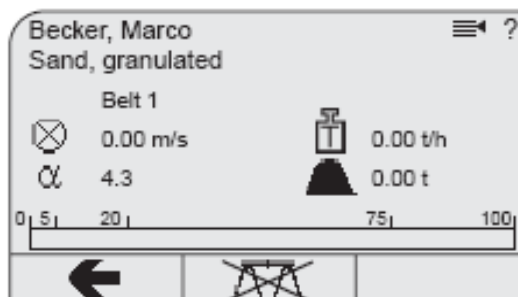 Becker, Marco ?
Sand, granulated
Belt 1
0.00 m/s T 0.00 t/h
α 4.3 0.00 t
0 5 20 75 100